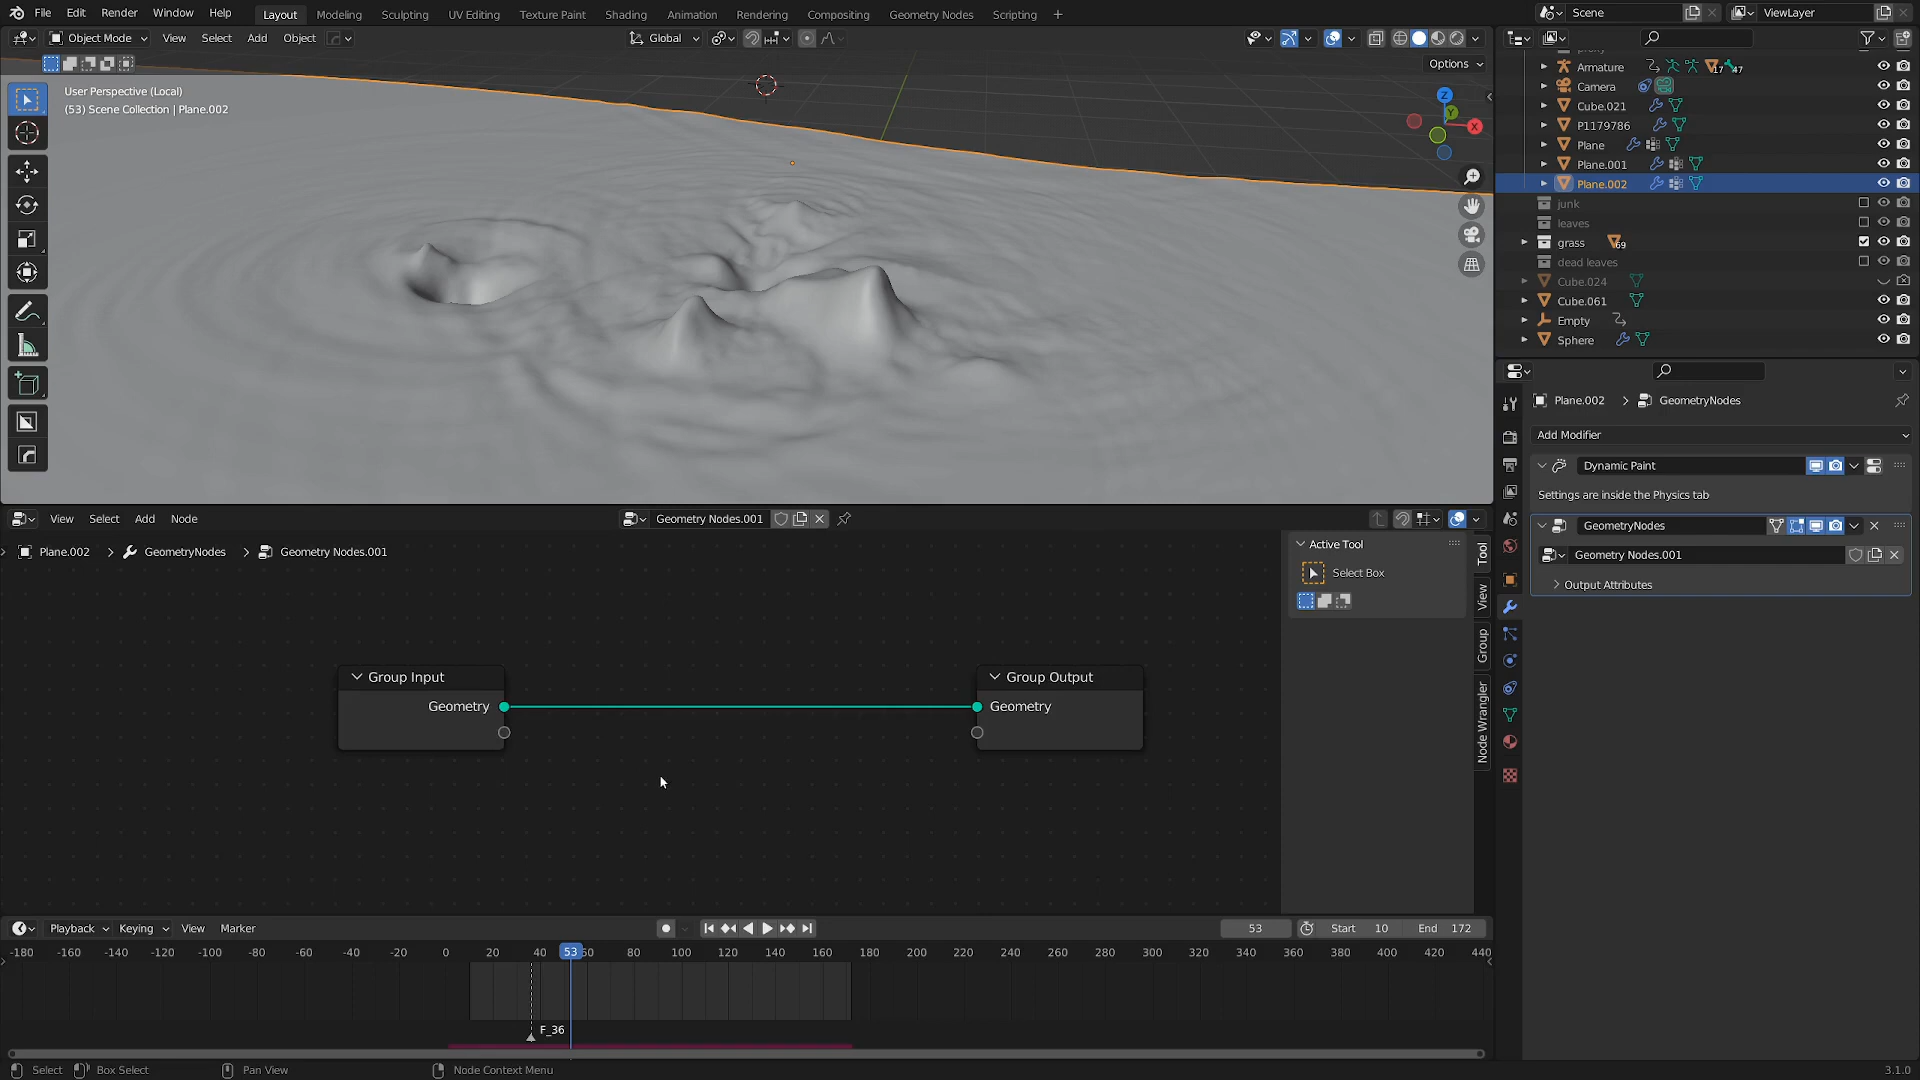 File Edit Render Window Help Layout Modeling Sculpting UV Editing Texture Paint Shading Animation Rendering Compositing Geometry Nodes Scripting + Scene ViewLayer
Object Mode View Select Add Object Global
Options
User Perspective (Local)
(53) Scene Collection | Plane.002
Z
Y
X
Armature 17 47
Camera
Cube.021
P1179786
Plane
Plane.001
Plane.002
junk
leaves
grass 69
dead leaves
Cube.024
Cube.061
Empty
Sphere
Plane.002 > GeometryNodes
Add Modifier
Dynamic Paint
Settings are inside the Physics tab
GeometryNodes
Geometry Nodes.001
Output Attributes
View Select Add Node Geometry Nodes.001
Plane.002 > GeometryNodes > Geometry Nodes.001
Active Tool
Select Box
Tool
View
Group
Node Wrangler
Group Input
Geometry
Group Output
Geometry
Playback Keying View Marker 53 Start 10 End 172
-180 -160 -140 -120 -100 -80 -60 -40 -20 0 20 40 53 60 80 100 120 140 160 180 200 220 240 260 280 300 320 340 360 380 400 420 440
F_36
Select Box Select Pan View Node Context Menu 3.1.0